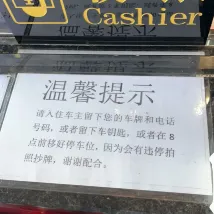 Cashier
温馨提示
请入住车主留下您的车牌和电话
号码，或者留下车钥匙，或者在8
点前移好停车位，因为会有违停拍
照抄牌，谢谢配合。